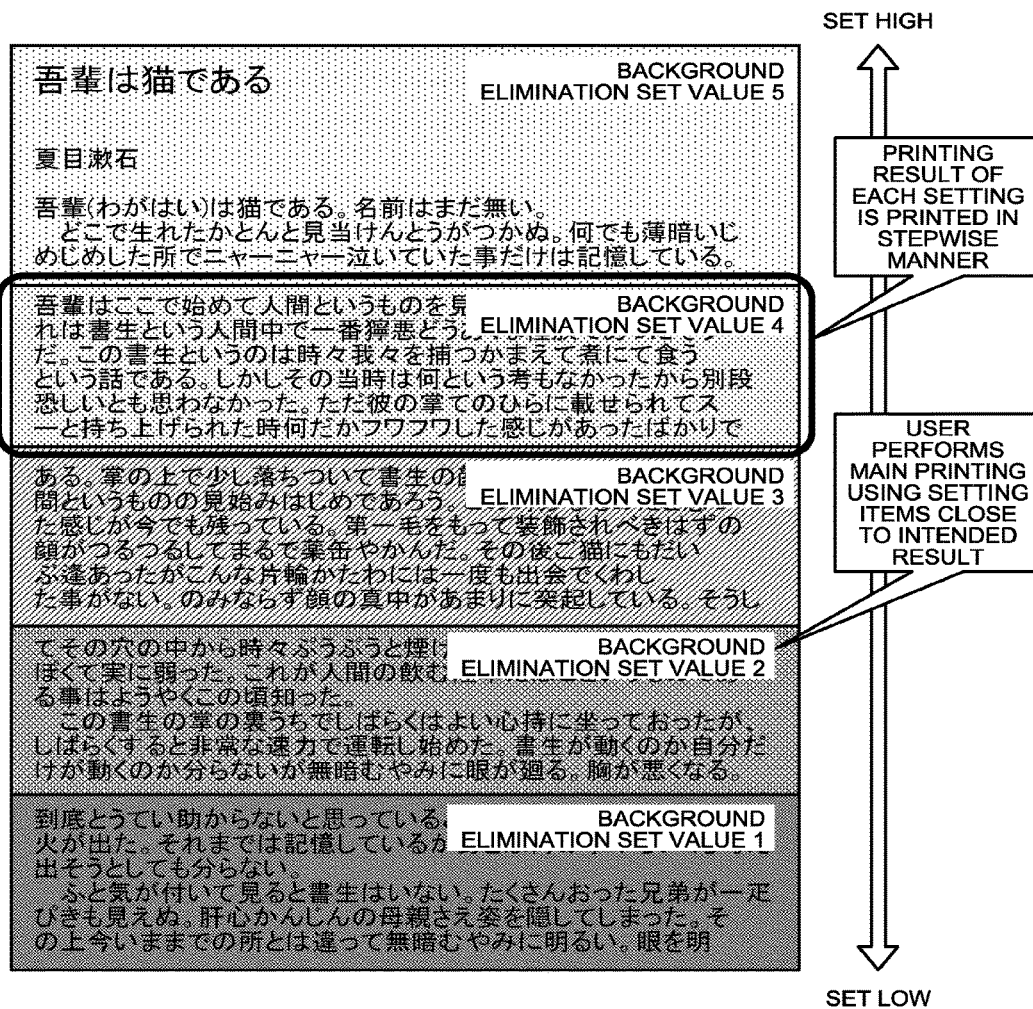 SET HIGH
吾輩は猫である
BACKGROUND
ELIMINATION SET VALUE 5
夏目漱石
吾輩(わがはい)は猫である。名前はまだ無い。
どこで生れたかとんと見当けんとうがつかぬ。何でも薄暗いじ
めじめした所でニャーニャー泣いていた事だけは記憶している。
PRINTING
RESULT OF
EACH SETTING
IS PRINTED IN
STEPWISE
MANNER
吾輩はここで始めて人間というものを見
BACKGROUND
れは書生という人間中で一番獰悪どう
ELIMINATION SET VALUE 4
だ。この書生というのは時々我々を捕つかまえて煮にて食う
という話である。しかしその当時は何という考もなかったから別段
恐しいとも思わなかった。ただ彼の掌てのひらに載せられてス
ーと持ち上げられた時何だかフワフワした感じがあったばかりで
USER
PERFORMS
MAIN PRINTING
USING SETTING
ITEMS CLOSE
TO INTENDED
RESULT
ある。掌の上で少し落ちついて書生の
BACKGROUND
間というものの見始みはじめであろう。
ELIMINATION SET VALUE 3
た感じが今でも残っている。第一毛をもって装飾されべきはずの
顔がつるつるしてまるで薬缶やかんだ。その後ご猫にもだい
ぶ逢あったがこんな片輪かたわには一度も出会でくわし
た事がない。のみならず顔の真中があまりに突起している。そうし
てその穴の中から時々ぷうぷうと煙
BACKGROUND
ぽくて実に弱った。これが人間の飲む
ELIMINATION SET VALUE 2
る事はようやくこの頃知った。
この書生の掌の裏うちでしばらくはよい心持に坐っておったが、
しばらくすると非常な速力で運転し始めた。書生が動くのか自分だ
けが動くのか分らないが無暗むやみに眼が廻る。胸が悪くなる。
到底とうてい助からないと思っている
BACKGROUND
火が出た。それまでは記憶しているが
ELIMINATION SET VALUE 1
出そうとしても分らない。
ふと気が付いて見ると書生はいない。たくさんおった兄弟が一疋
ぴきも見えぬ。肝心かんじんの母親さえ姿を隠してしまった。そ
の上今いままでの所とは違って無暗むやみに明るい。眼を明
SET LOW